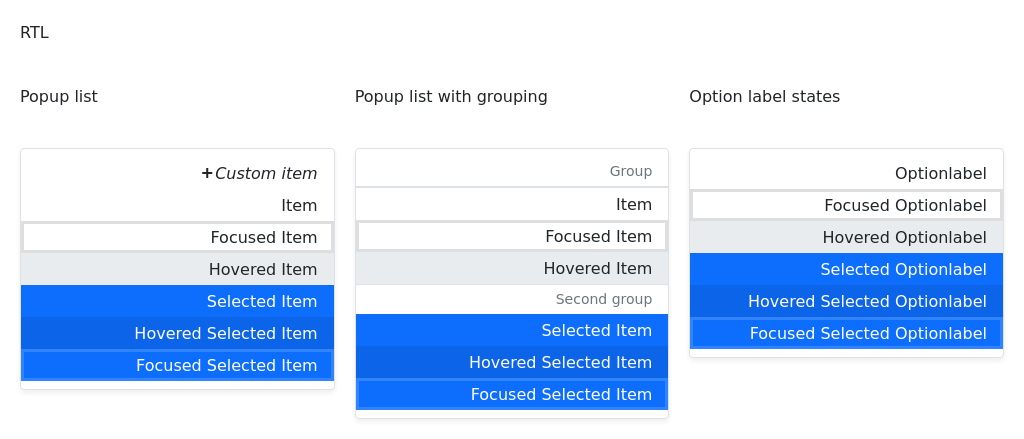 RTL
Popup list
+Custom item
Item
Focused Item
Hovered Item
Selected Item
Hovered Selected Item
Focused Selected Item
Popup list with grouping
Group
Item
Focused Item
Hovered Item
Second group
Selected Item
Hovered Selected Item
Focused Selected Item
Option label states
Optionlabel
Focused Optionlabel
Hovered Optionlabel
Selected Optionlabel
Hovered Selected Optionlabel
Focused Selected Optionlabel